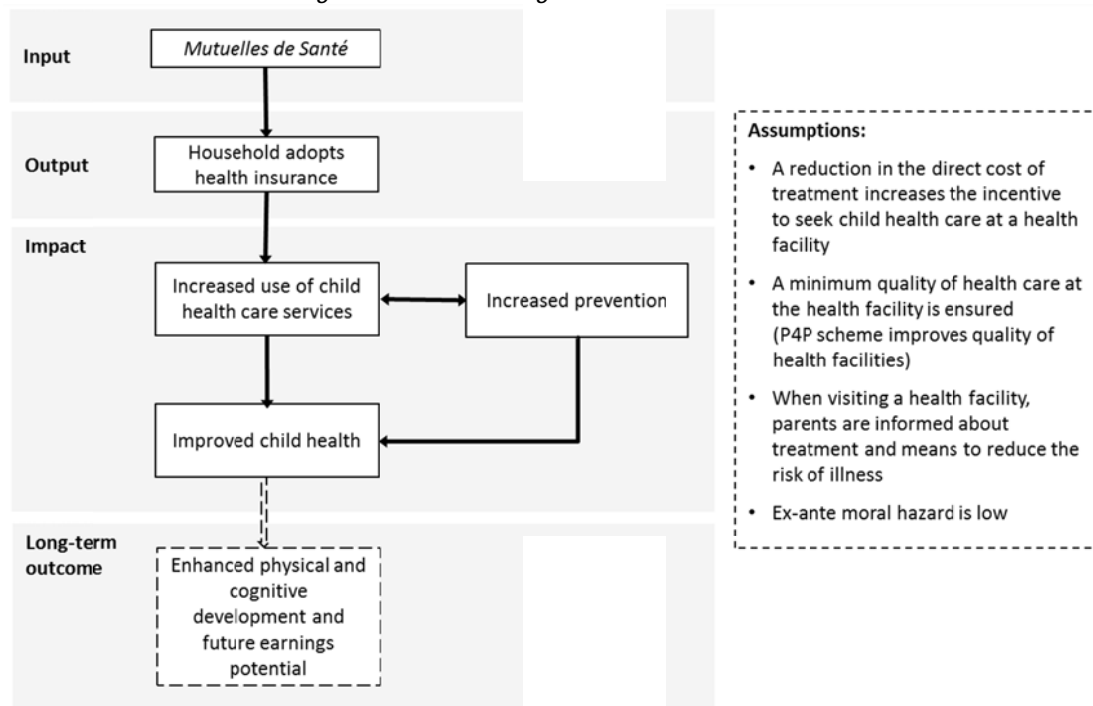 Input
Mutuelles de Santé
Output
Household adopts
health insurance
Impact
Increased use of child
health care services
Increased prevention
Improved child health
Long-term
outcome
Enhanced physical and
cognitive
development and
future earnings
potential
Assumptions:
• A reduction in the direct cost of
treatment increases the incentive
to seek child health care at a health
facility
• A minimum quality of health care at
the health facility is ensured
(P4P scheme improves quality of
health facilities)
• When visiting a health facility,
parents are informed about
treatment and means to reduce the
risk of illness
• Ex-ante moral hazard is low